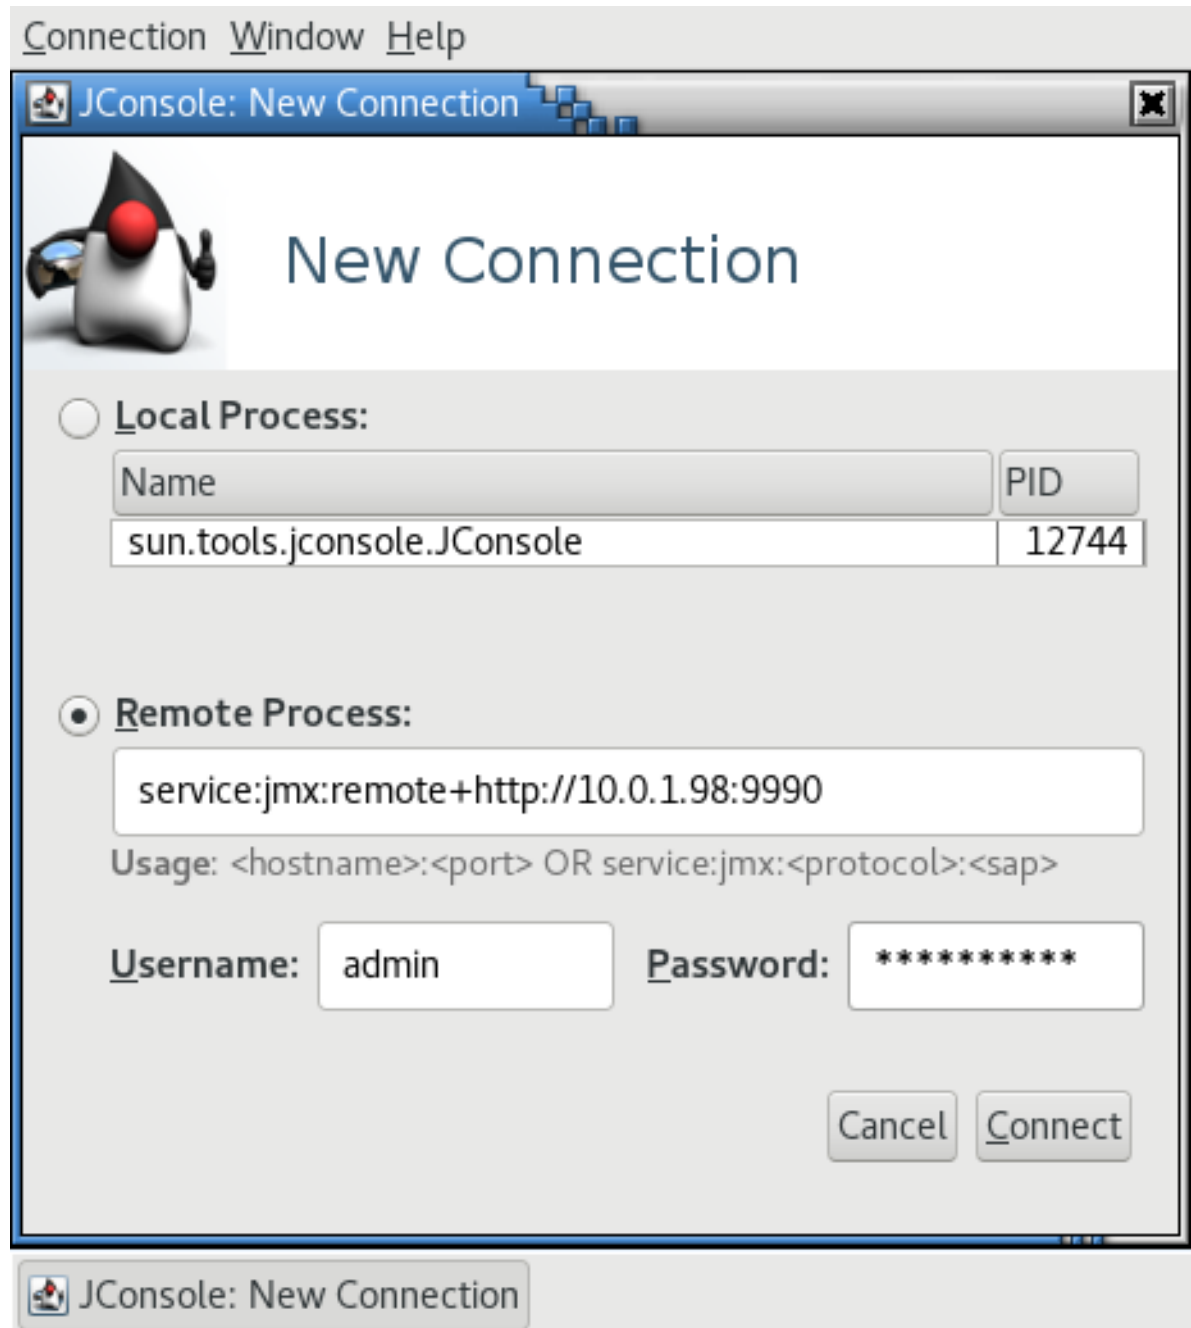 Connection Window Help
JConsole: New Connection
New Connection
Local Process:
Name PID
sun.tools.jconsole.JConsole 12744
Remote Process:
service:jmx:remote+http://10.0.1.98:9990
Usage: <hostname>:<port> OR service:jmx:<protocol>:<sap>
Username: admin Password: **********
Cancel Connect
JConsole: New Connection